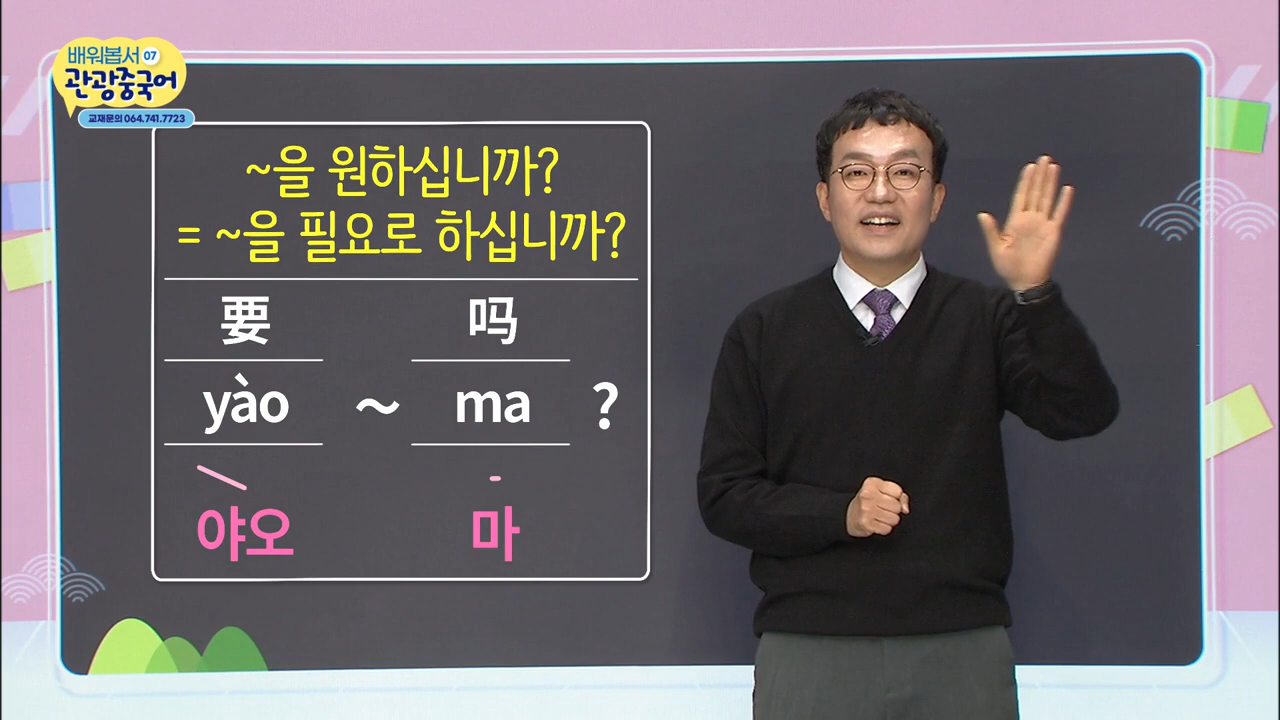 배워봅서 07
관광중국어
교재문의 064.741.7723
~을 원하십니까?
= ~을 필요로 하십니까?
要 吗
yào ~ ma ?
야오 마